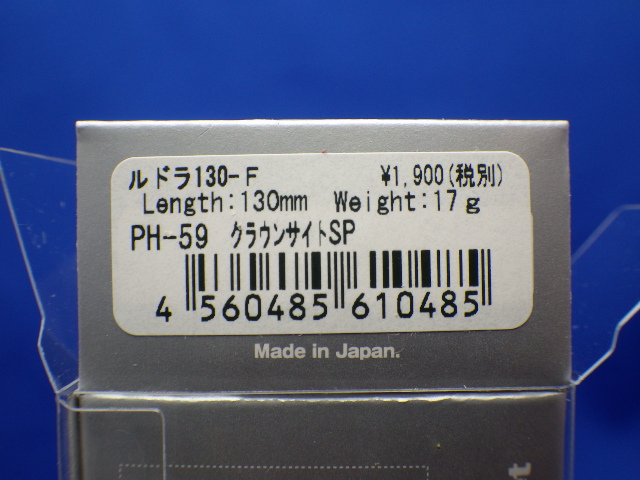 ルドラ130-F ¥1,900(税別)
Length:130mm Weight:17g
PH-59 クラウンサイトSP
4 560485 610485
Made in Japan.